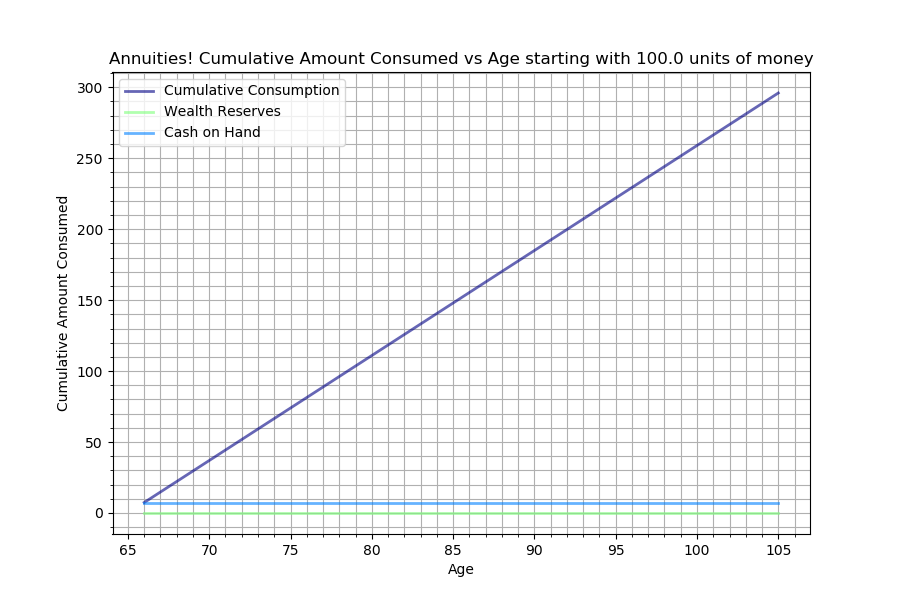 Annuities! Cumulative Amount Consumed vs Age starting with 100.0 units of money
Cumulative Consumption
Wealth Reserves
Cash on Hand
Cumulative Amount Consumed
300
250
200
150
100
50
0
65 70 75 80 85 90 95 100 105
Age